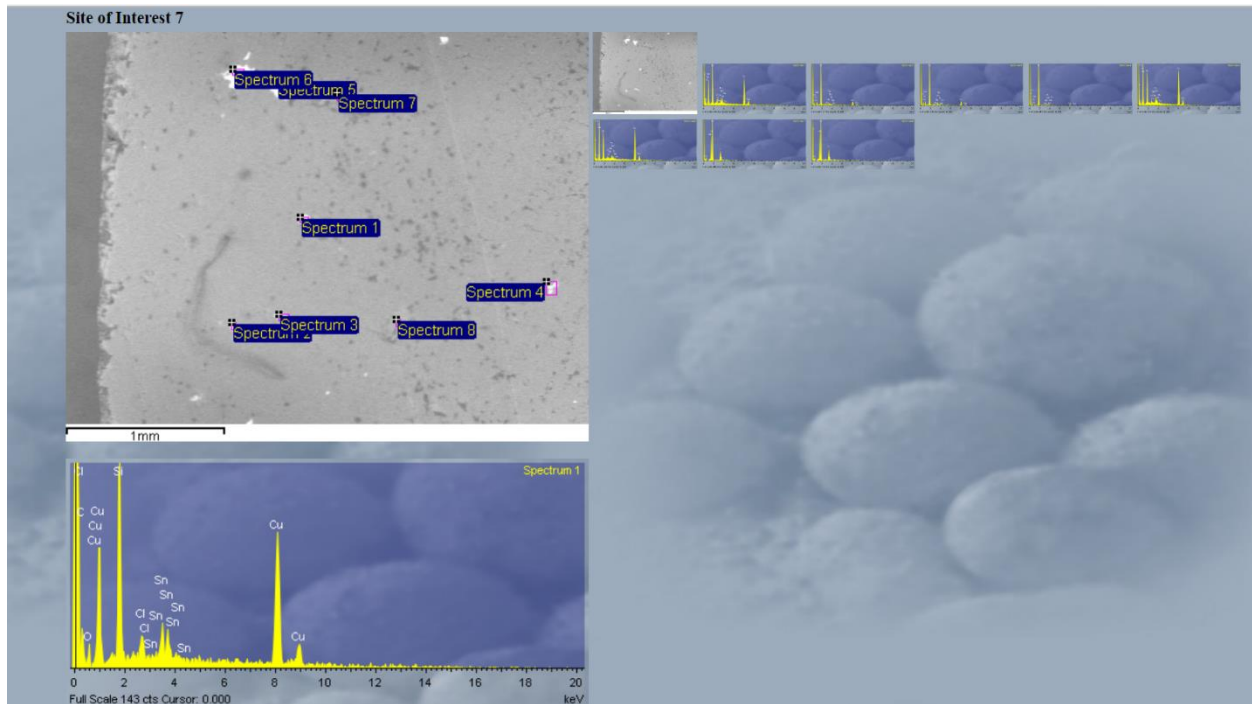 Site of Interest 7
Spectrum 6
Spectrum 5
Spectrum 7
Spectrum 1
Spectrum 4
Spectrum 3
Spectrum 2
Spectrum 8
1mm
Spectrum 1
Cl Si
C Cu
Cu
Cu
Cu
Sn
Sn
Sn
Cl Sn Sn
Cl
Sn Sn
O Cu
0 2 4 6 8 10 12 14 16 18 20
Full Scale 143 cts Cursor: 0.000 keV